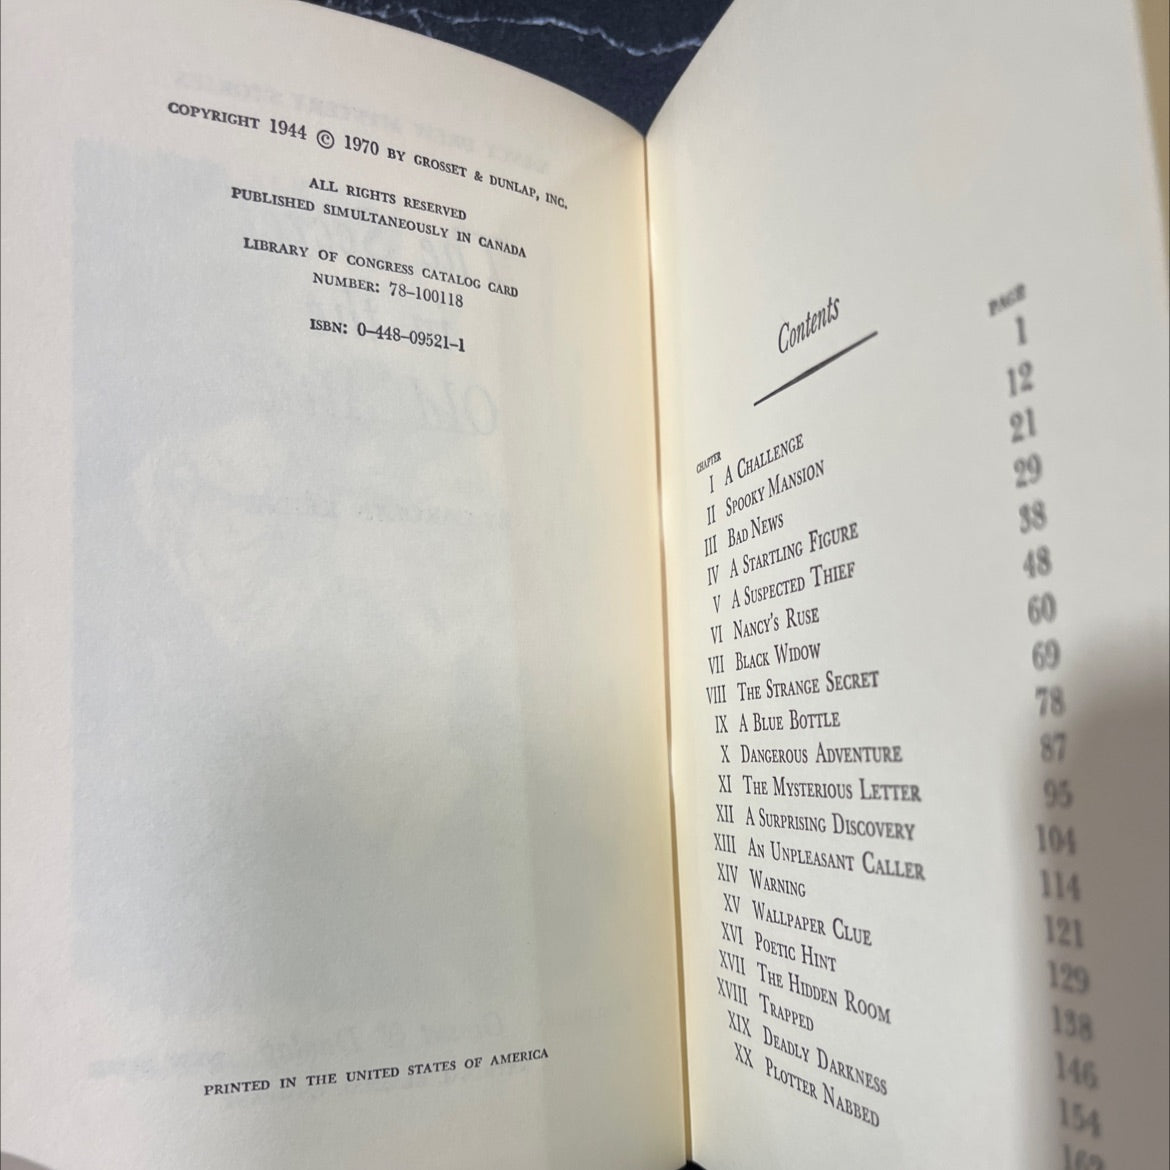 COPYRIGHT 1944 © 1970 BY GROSSET & DUNLAP, INC.
ALL RIGHTS RESERVED
PUBLISHED SIMULTANEOUSLY IN CANADA
LIBRARY OF CONGRESS CATALOG CARD
NUMBER: 78–100118
ISBN: 0–448–09521–1
PRINTED IN THE UNITED STATES OF AMERICA
Contents
CHAPTER PAGE
I A CHALLENGE 1
II SPOOKY MANSION 12
III BAD NEWS 21
IV A STARTLING FIGURE 29
V A SUSPECTED THIEF 38
VI NANCY'S RUSE 48
VII BLACK WIDOW 60
VIII THE STRANGE SECRET 69
IX A BLUE BOTTLE 78
X DANGEROUS ADVENTURE 87
XI THE MYSTERIOUS LETTER 95
XII A SURPRISING DISCOVERY 104
XIII AN UNPLEASANT CALLER 114
XIV WARNING 121
XV WALLPAPER CLUE 129
XVI POETIC HINT 138
XVII THE HIDDEN ROOM 146
XVIII TRAPPED 154
XIX DEADLY DARKNESS
XX PLOTTER NABBED